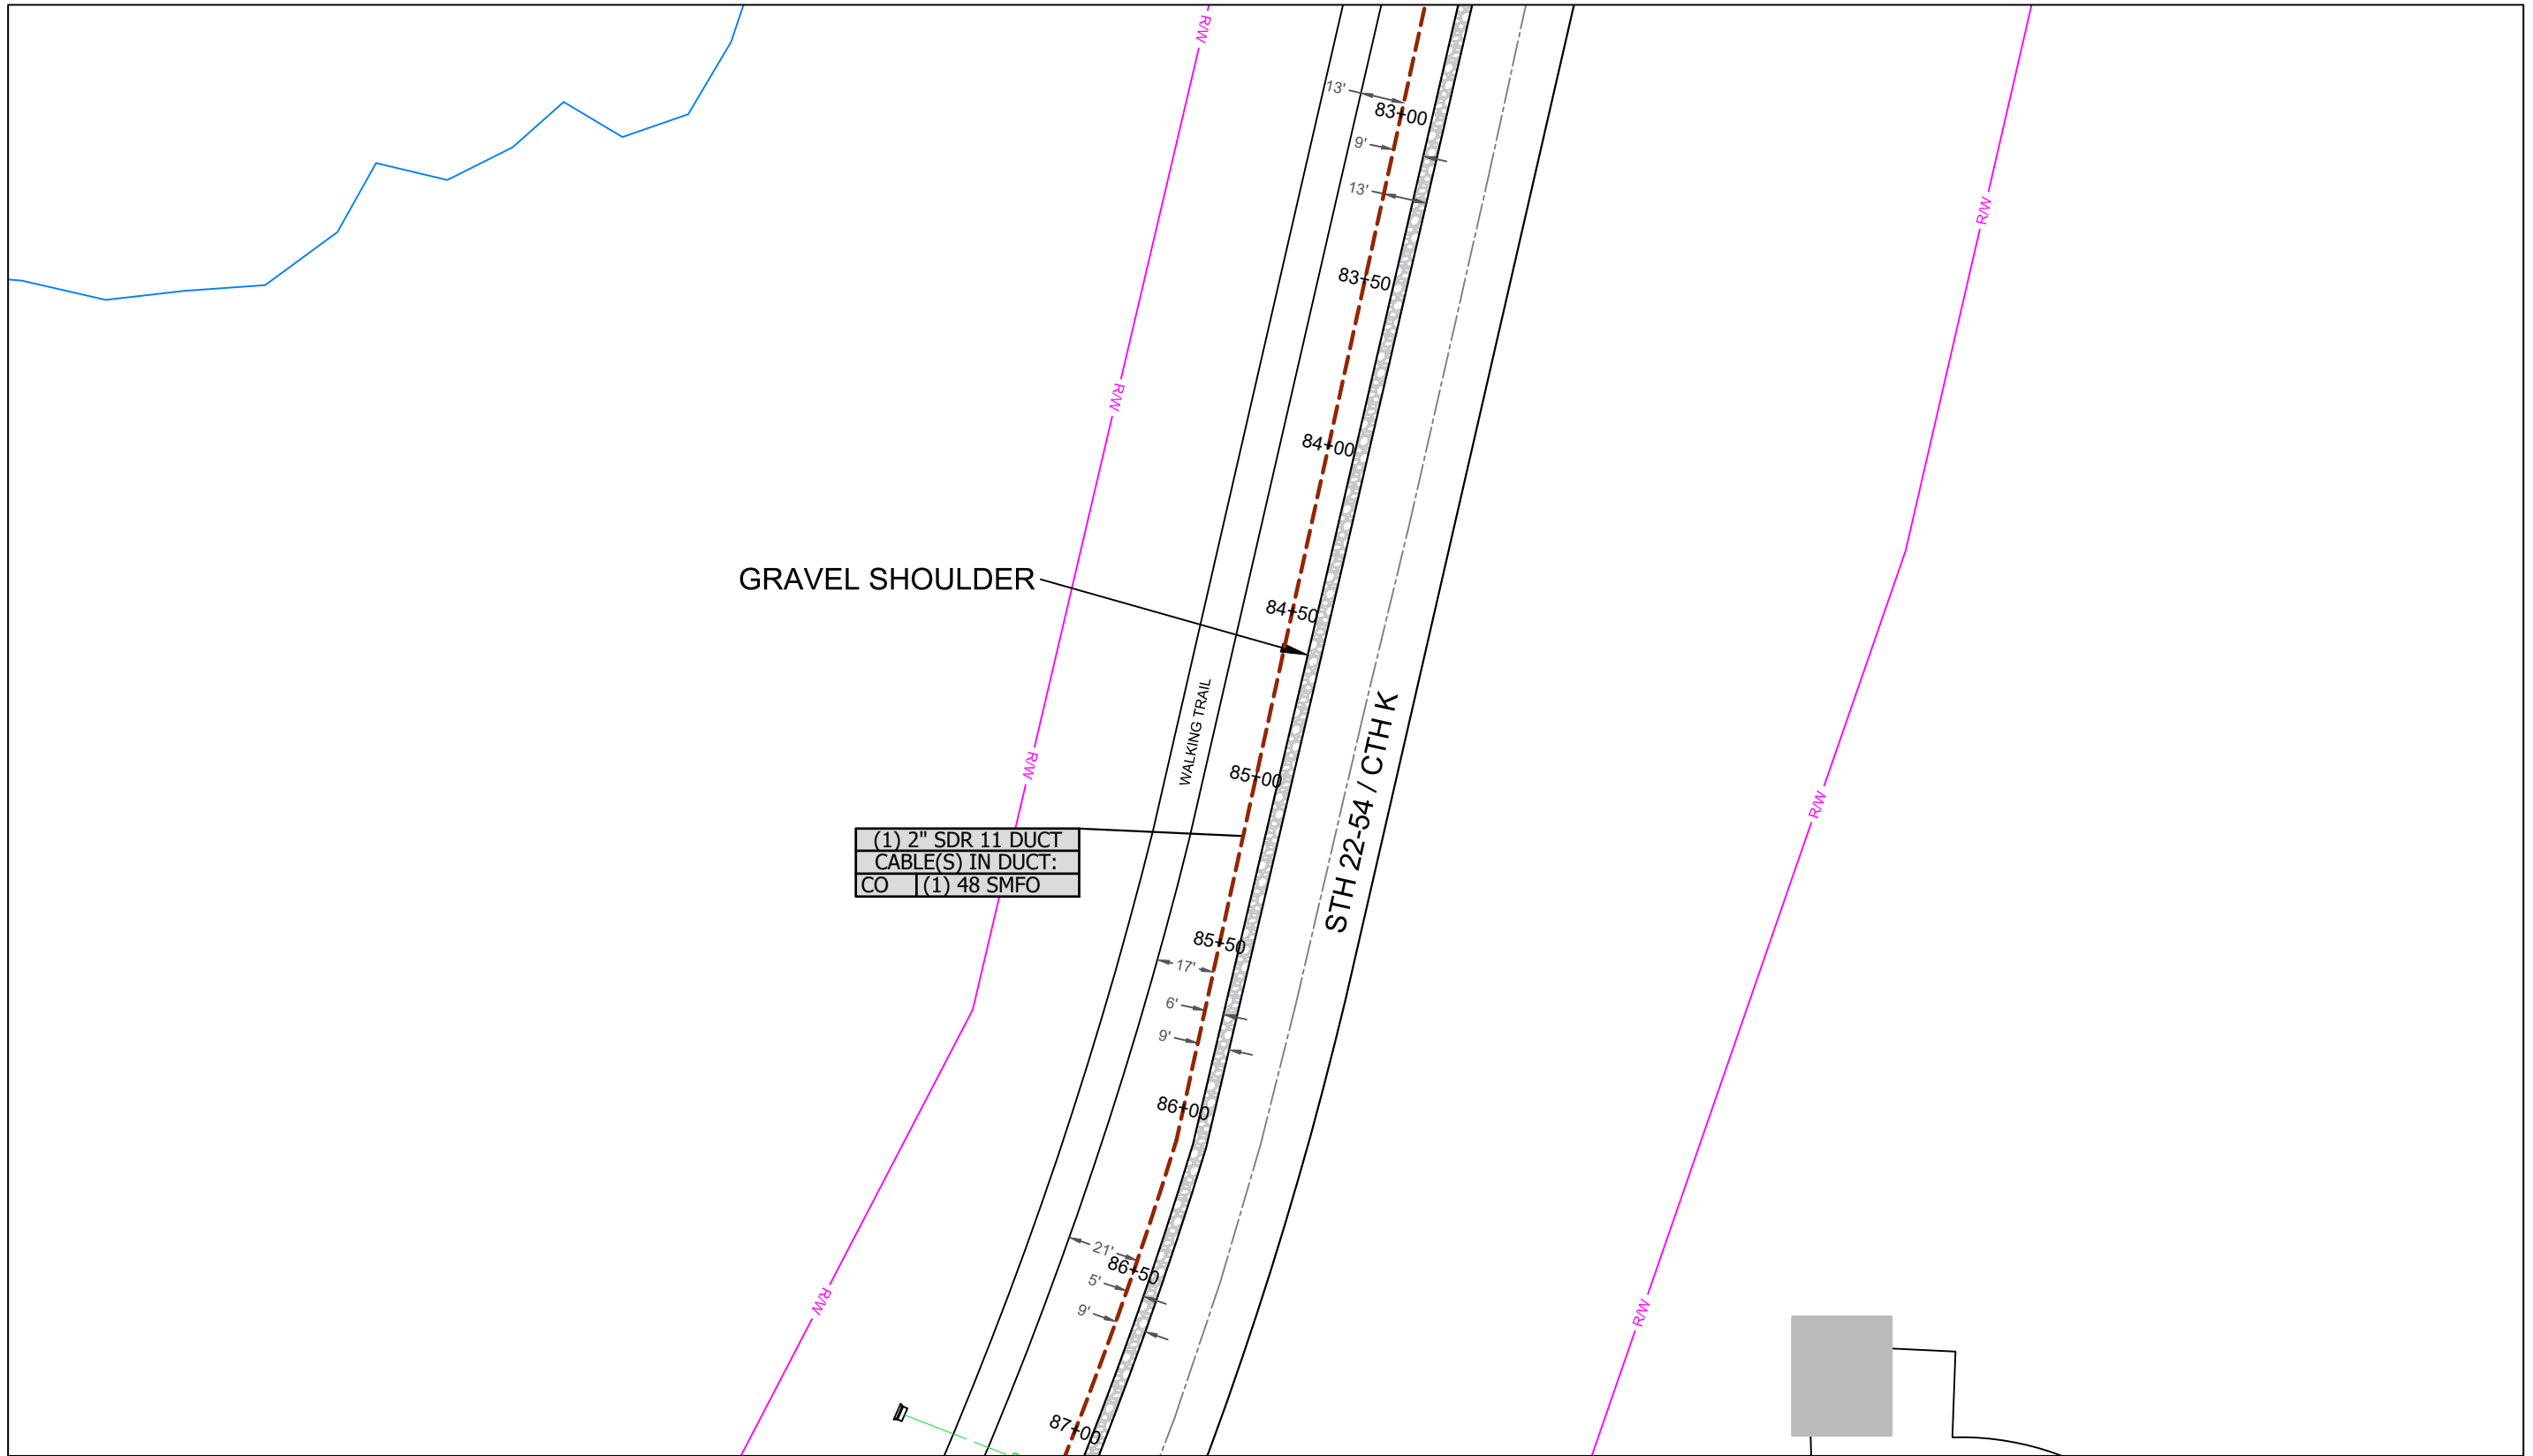 R/W
13'
83+00
9'
13'
R/W
83+50
R/W
84+00
GRAVEL SHOULDER
84+50
WALKING TRAIL
R/W
85+00
R/W
STH 22-54 / CTH K
(1) 2" SDR 11 DUCT
CABLE(S) IN DUCT:
CO (1) 48 SMFO
85+50
17'
6'
9'
86+00
21'
86+50
5'
R/W
9'
R/W
87+00